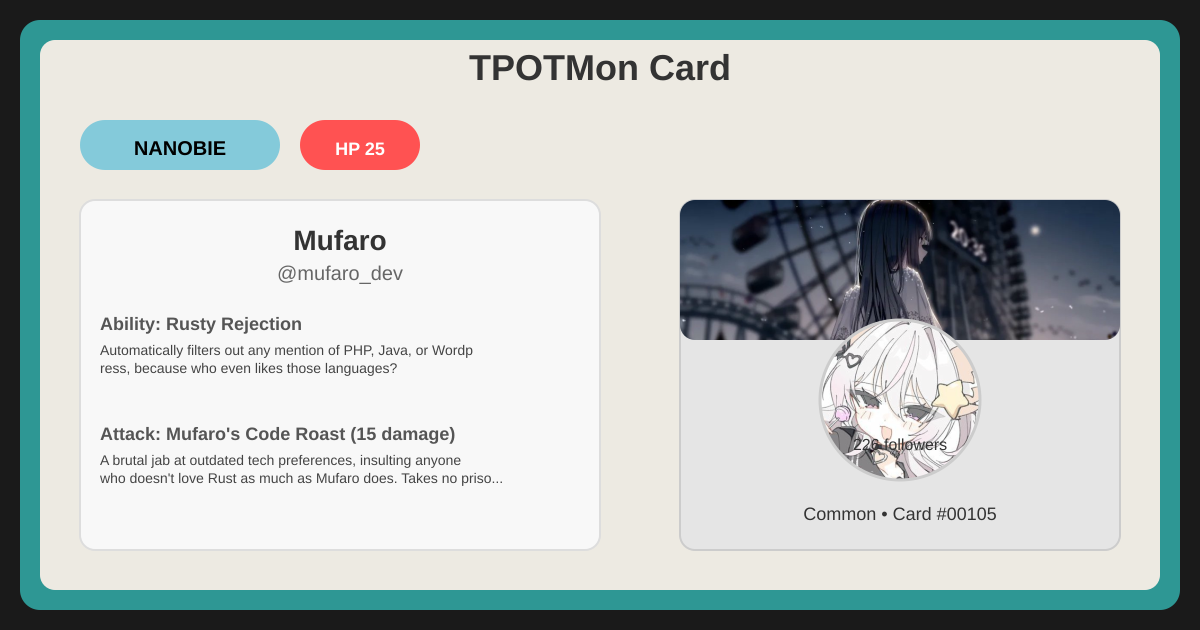 TPOTMon Card
NANOBIE
HP 25
Mufaro
@mufaro_dev
Ability: Rusty Rejection
Automatically filters out any mention of PHP, Java, or Wordp
ress, because who even likes those languages?
Attack: Mufaro's Code Roast (15 damage)
A brutal jab at outdated tech preferences, insulting anyone
who doesn't love Rust as much as Mufaro does. Takes no priso...
226 followers
Common • Card #00105